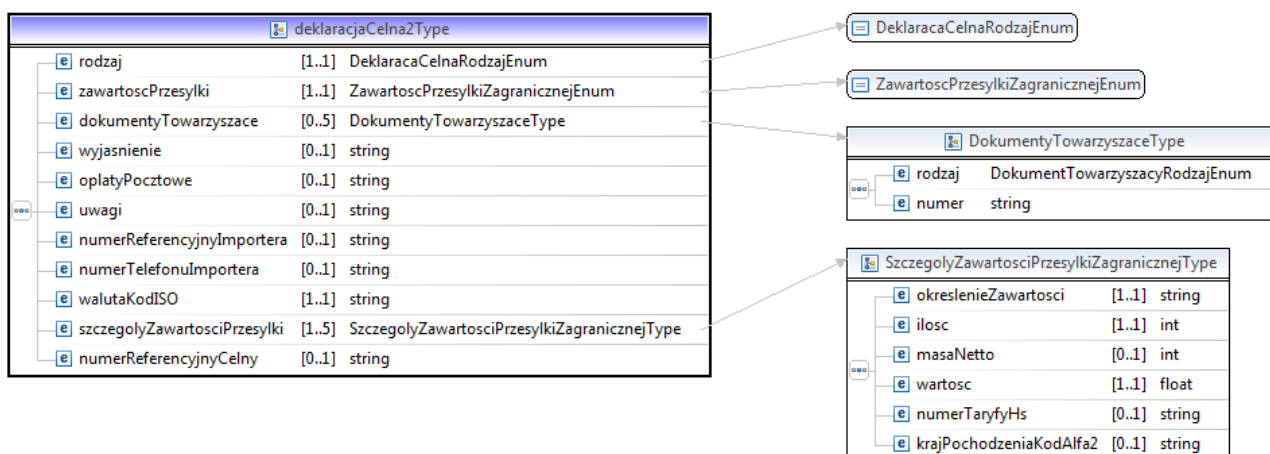 deklaracjaCelna2Type
rodzaj [1..1] DeklaracaCelnaRodzajEnum
zawartoscPrzesylki [1..1] ZawartoscPrzesylkiZagranicznejEnum
dokumentyTowarzyszace [0..5] DokumentyTowarzyszaceType
wyjasnienie [0..1] string
oplatyPocztowe [0..1] string
uwagi [0..1] string
numerReferencyjnyImportera [0..1] string
numerTelefonuImportera [0..1] string
walutaKodISO [1..1] string
szczegolyZawartosciPrzesylki [1..5] SzczegolyZawartosciPrzesylkiZagranicznejType
numerReferencyjnyCelny [0..1] string
DeklaracaCelnaRodzajEnum
ZawartoscPrzesylkiZagranicznejEnum
DokumentyTowarzyszaceType
rodzaj DokumentTowarzyszacyRodzajEnum
numer string
SzczegolyZawartosciPrzesylkiZagranicznejType
okreslenieZawartosci [1..1] string
ilosc [1..1] int
masaNetto [0..1] int
wartosc [1..1] float
numerTaryfyHs [0..1] string
krajPochodzeniaKodAlfa2 [0..1] string